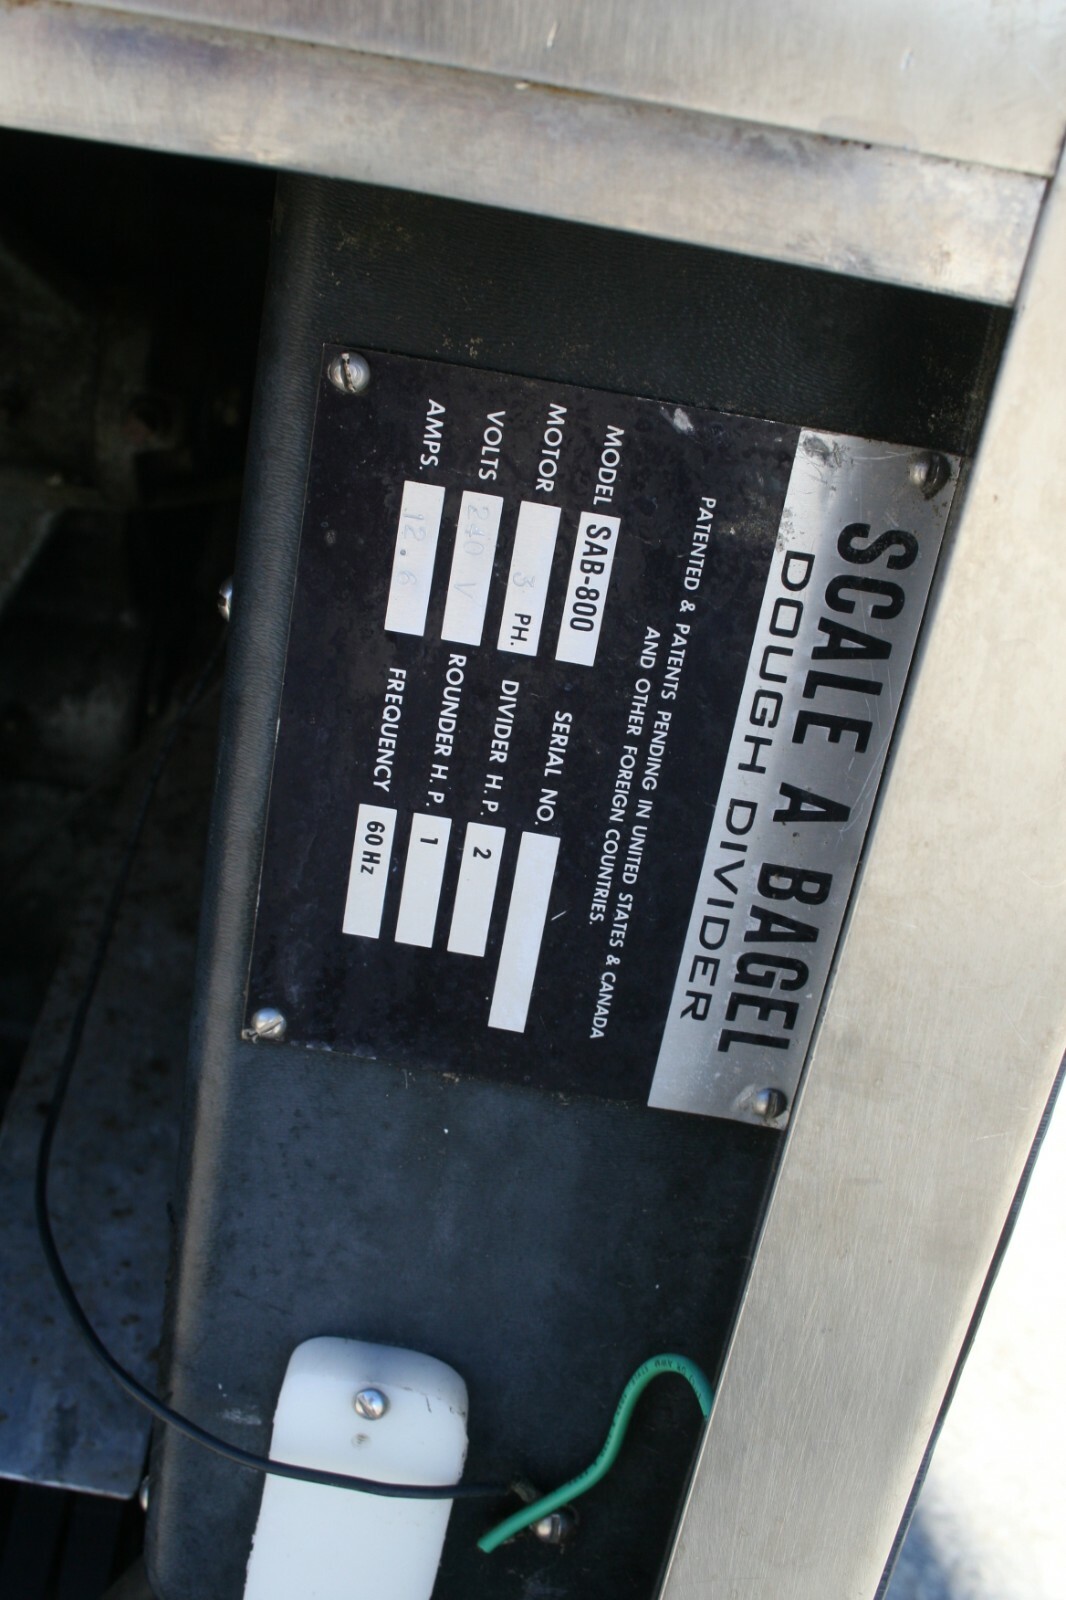 SCALE A BAGEL
DOUGH DIVIDER
PATENTED & PATENTS PENDING IN UNITED STATES & CANADA
AND OTHER FOREIGN COUNTRIES.
MODEL SAB-800 SERIAL NO.
MOTOR 3 PH. DIVIDER H.P. 2
VOLTS 240 V ROUNDER H.P. 1
AMPS. 12.6 FREQUENCY 60 Hz